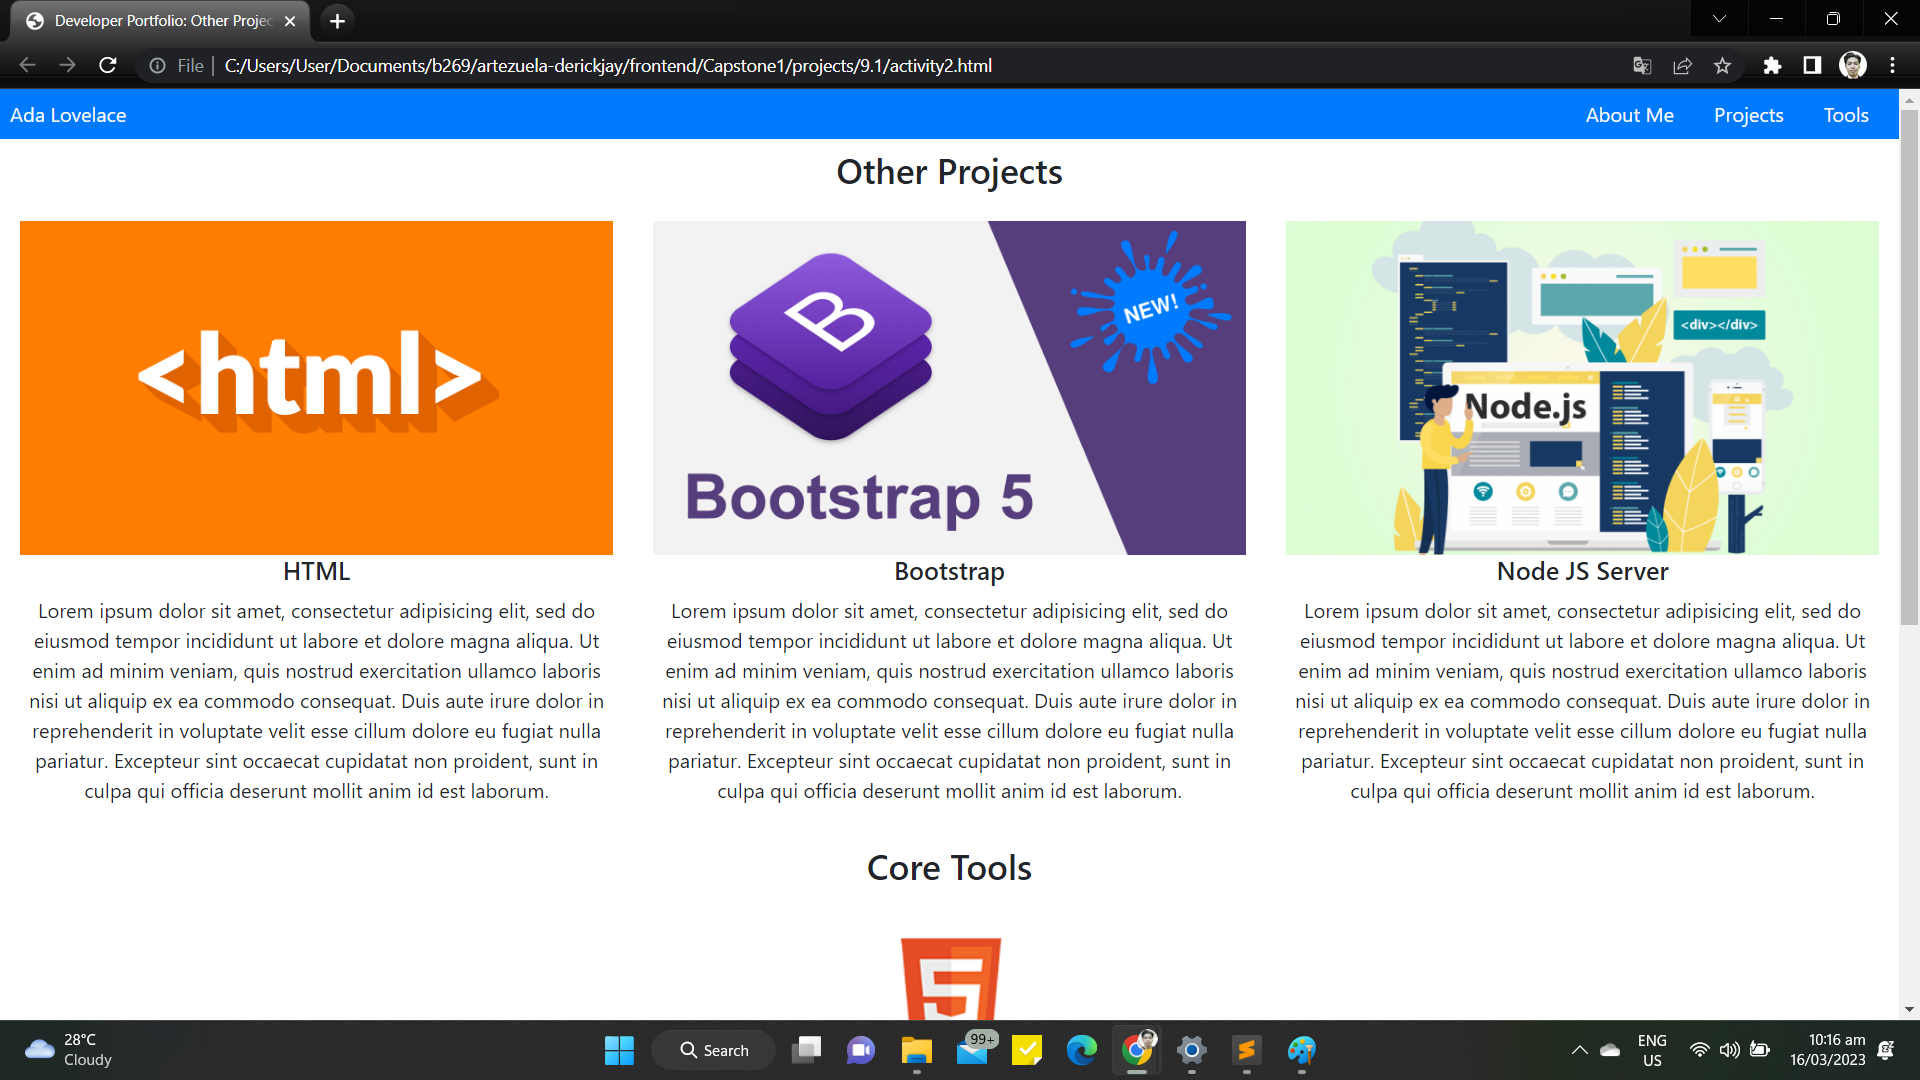 Developer Portfolio: Other Projec
File
C:/Users/User/Documents/b269/artezuela-derickjay/frontend/Capstone1/projects/9.1/activity2.html
Ada Lovelace
About Me
Projects
Tools
Other Projects
<html>
B
Bootstrap 5
NEW!
<div></div>
Node.js
HTML
Lorem ipsum dolor sit amet, consectetur adipisicing elit, sed do
eiusmod tempor incididunt ut labore et dolore magna aliqua. Ut
enim ad minim veniam, quis nostrud exercitation ullamco laboris
nisi ut aliquip ex ea commodo consequat. Duis aute irure dolor in
reprehenderit in voluptate velit esse cillum dolore eu fugiat nulla
pariatur. Excepteur sint occaecat cupidatat non proident, sunt in
culpa qui officia deserunt mollit anim id est laborum.
Bootstrap
Lorem ipsum dolor sit amet, consectetur adipisicing elit, sed do
eiusmod tempor incididunt ut labore et dolore magna aliqua. Ut
enim ad minim veniam, quis nostrud exercitation ullamco laboris
nisi ut aliquip ex ea commodo consequat. Duis aute irure dolor in
reprehenderit in voluptate velit esse cillum dolore eu fugiat nulla
pariatur. Excepteur sint occaecat cupidatat non proident, sunt in
culpa qui officia deserunt mollit anim id est laborum.
Node JS Server
Lorem ipsum dolor sit amet, consectetur adipisicing elit, sed do
eiusmod tempor incididunt ut labore et dolore magna aliqua. Ut
enim ad minim veniam, quis nostrud exercitation ullamco laboris
nisi ut aliquip ex ea commodo consequat. Duis aute irure dolor in
reprehenderit in voluptate velit esse cillum dolore eu fugiat nulla
pariatur. Excepteur sint occaecat cupidatat non proident, sunt in
culpa qui officia deserunt mollit anim id est laborum.
Core Tools
28°C
Cloudy
Search
99+
ENG
US
10:16 am
16/03/2023